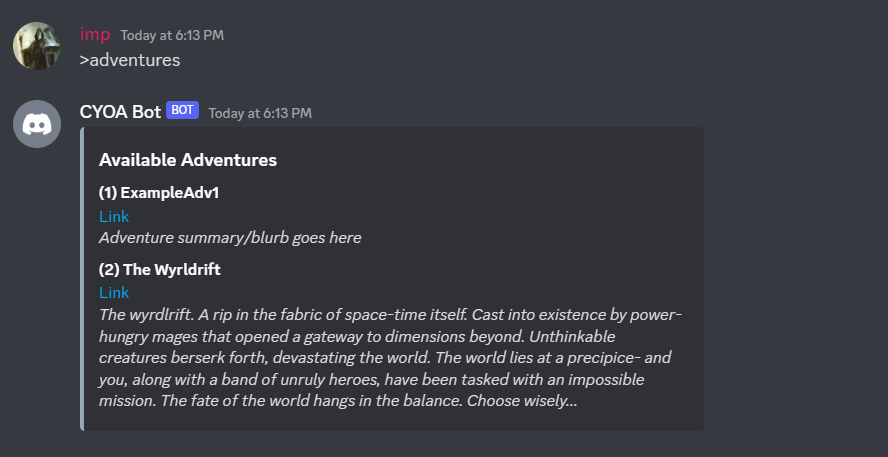 imp Today at 6:13 PM
>adventures
CYOA Bot BOT Today at 6:13 PM
Available Adventures
(1) ExampleAdv1
Link
Adventure summary/blurb goes here
(2) The Wyrldrift
Link
The wyrdlrift. A rip in the fabric of space-time itself. Cast into existence by power-
hungry mages that opened a gateway to dimensions beyond. Unthinkable
creatures berserk forth, devastating the world. The world lies at a precipice- and
you, along with a band of unruly heroes, have been tasked with an impossible
mission. The fate of the world hangs in the balance. Choose wisely...